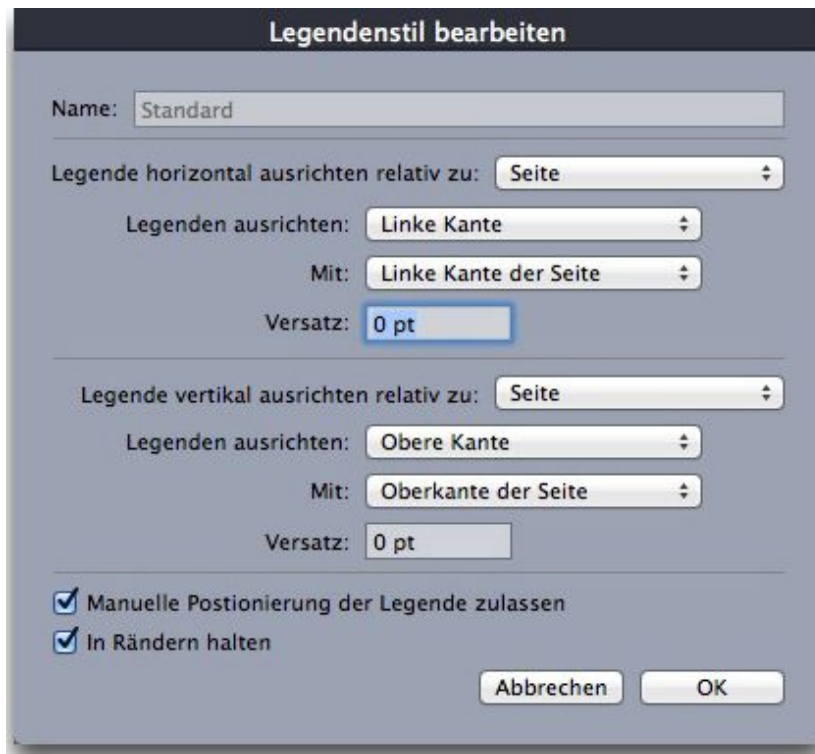 Legendenstil bearbeiten
Name: Standard
Legende horizontal ausrichten relativ zu: Seite
Legenden ausrichten: Linke Kante
Mit: Linke Kante der Seite
Versatz: 0 pt
Legende vertikal ausrichten relativ zu: Seite
Legenden ausrichten: Obere Kante
Mit: Oberkante der Seite
Versatz: 0 pt
Manuelle Postionierung der Legende zulassen
In Rändern halten
Abbrechen OK